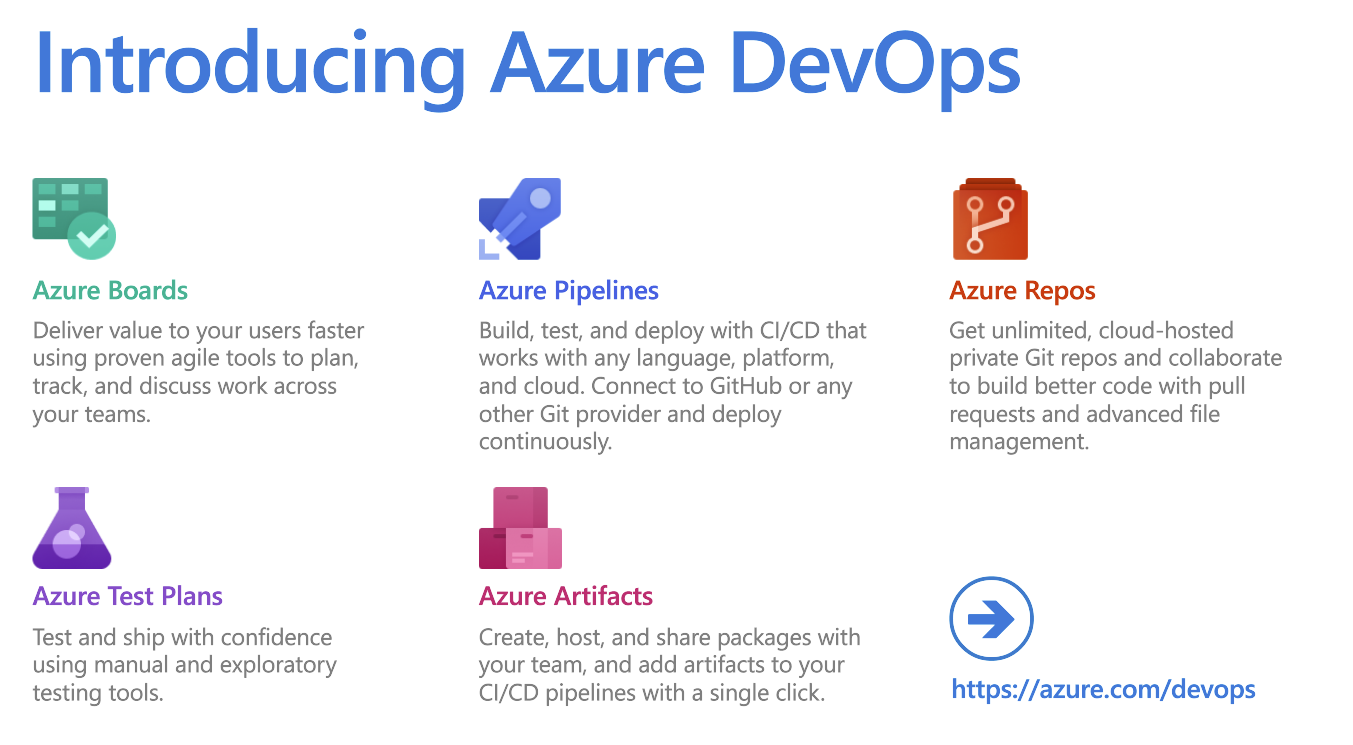 Introducing Azure DevOps
Azure Boards
Deliver value to your users faster
using proven agile tools to plan,
track, and discuss work across
your teams.
Azure Pipelines
Build, test, and deploy with CI/CD that
works with any language, platform,
and cloud. Connect to GitHub or any
other Git provider and deploy
continuously.
Azure Repos
Get unlimited, cloud-hosted
private Git repos and collaborate
to build better code with pull
requests and advanced file
management.
Azure Test Plans
Test and ship with confidence
using manual and exploratory
testing tools.
Azure Artifacts
Create, host, and share packages with
your team, and add artifacts to your
CI/CD pipelines with a single click.
https://azure.com/devops